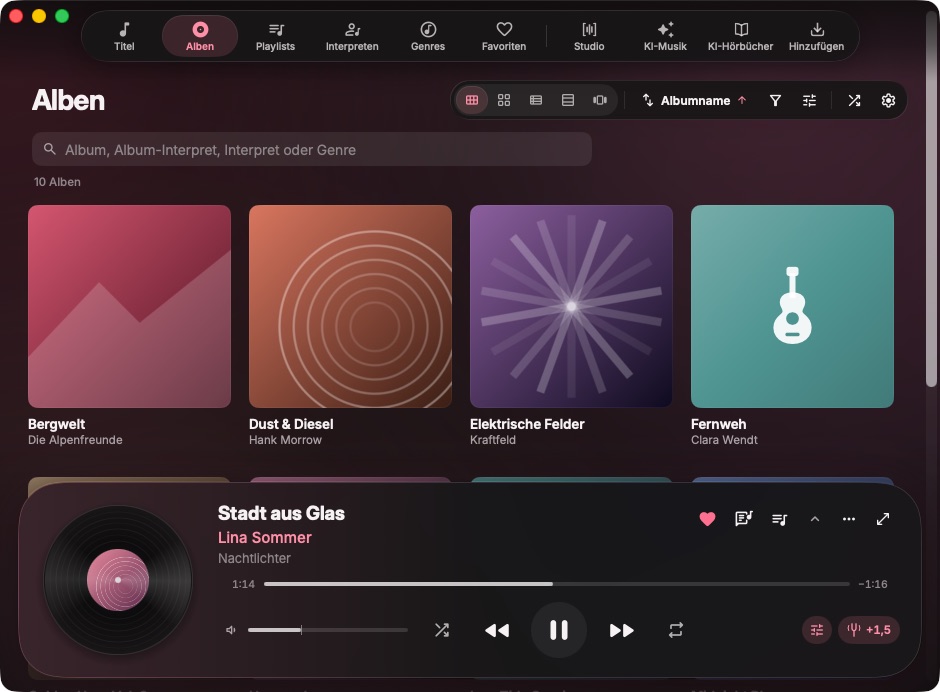 Titel
Alben
Playlists
Interpreten
Genres
Favoriten
Studio
KI-Musik
KI-Hörbücher
Hinzufügen
Alben
Albumname
Album, Album-Interpret, Interpret oder Genre
10 Alben
Bergwelt
Die Alpenfreunde
Dust & Diesel
Hank Morrow
Elektrische Felder
Kraftfeld
Fernweh
Clara Wendt
Stadt aus Glas
Lina Sommer
Nachtlichter
1:14
−1:16
+1,5